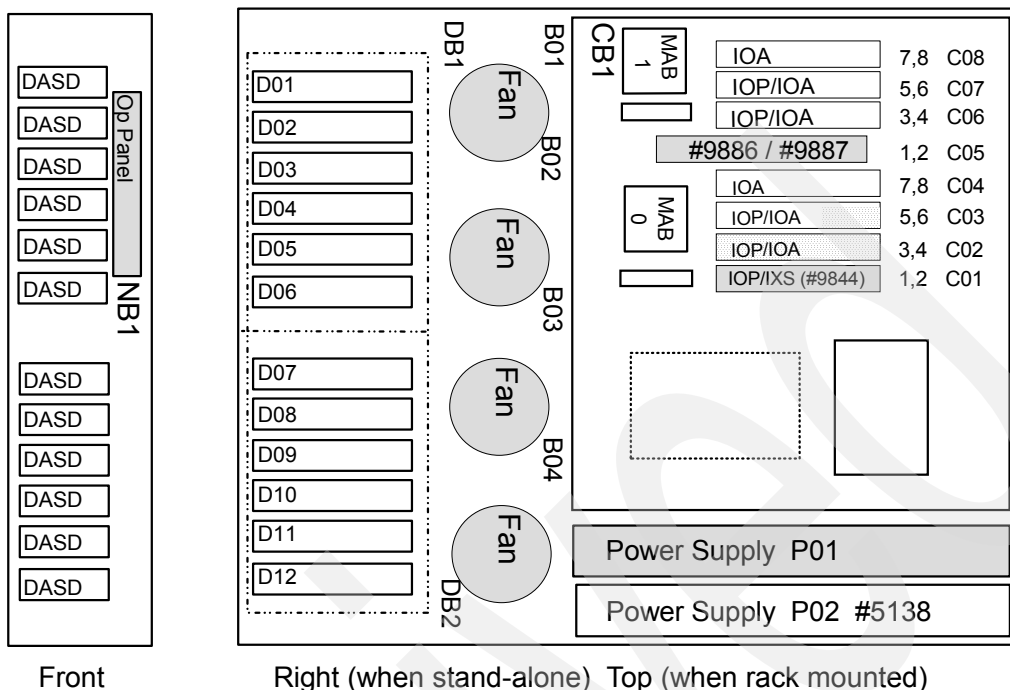 DASD
DASD
DASD
DASD
DASD
DASD
Op Panel
NB1
DASD
DASD
DASD
DASD
DASD
DASD
Front
D01
D02
D03
D04
D05
D06
D07
D08
D09
D10
D11
D12
DB1
DB2
Fan
Fan
Fan
Fan
B01
B02
B03
B04
CB1
MAB 1
IOA 7,8 C08
IOP/IOA 5,6 C07
IOP/IOA 3,4 C06
#9886 / #9887 1,2 C05
MAB 0
IOA 7,8 C04
IOP/IOA 5,6 C03
IOP/IOA 3,4 C02
IOP/IXS (#9844) 1,2 C01
Power Supply P01
Power Supply P02 #5138
Right (when stand-alone) Top (when rack mounted)